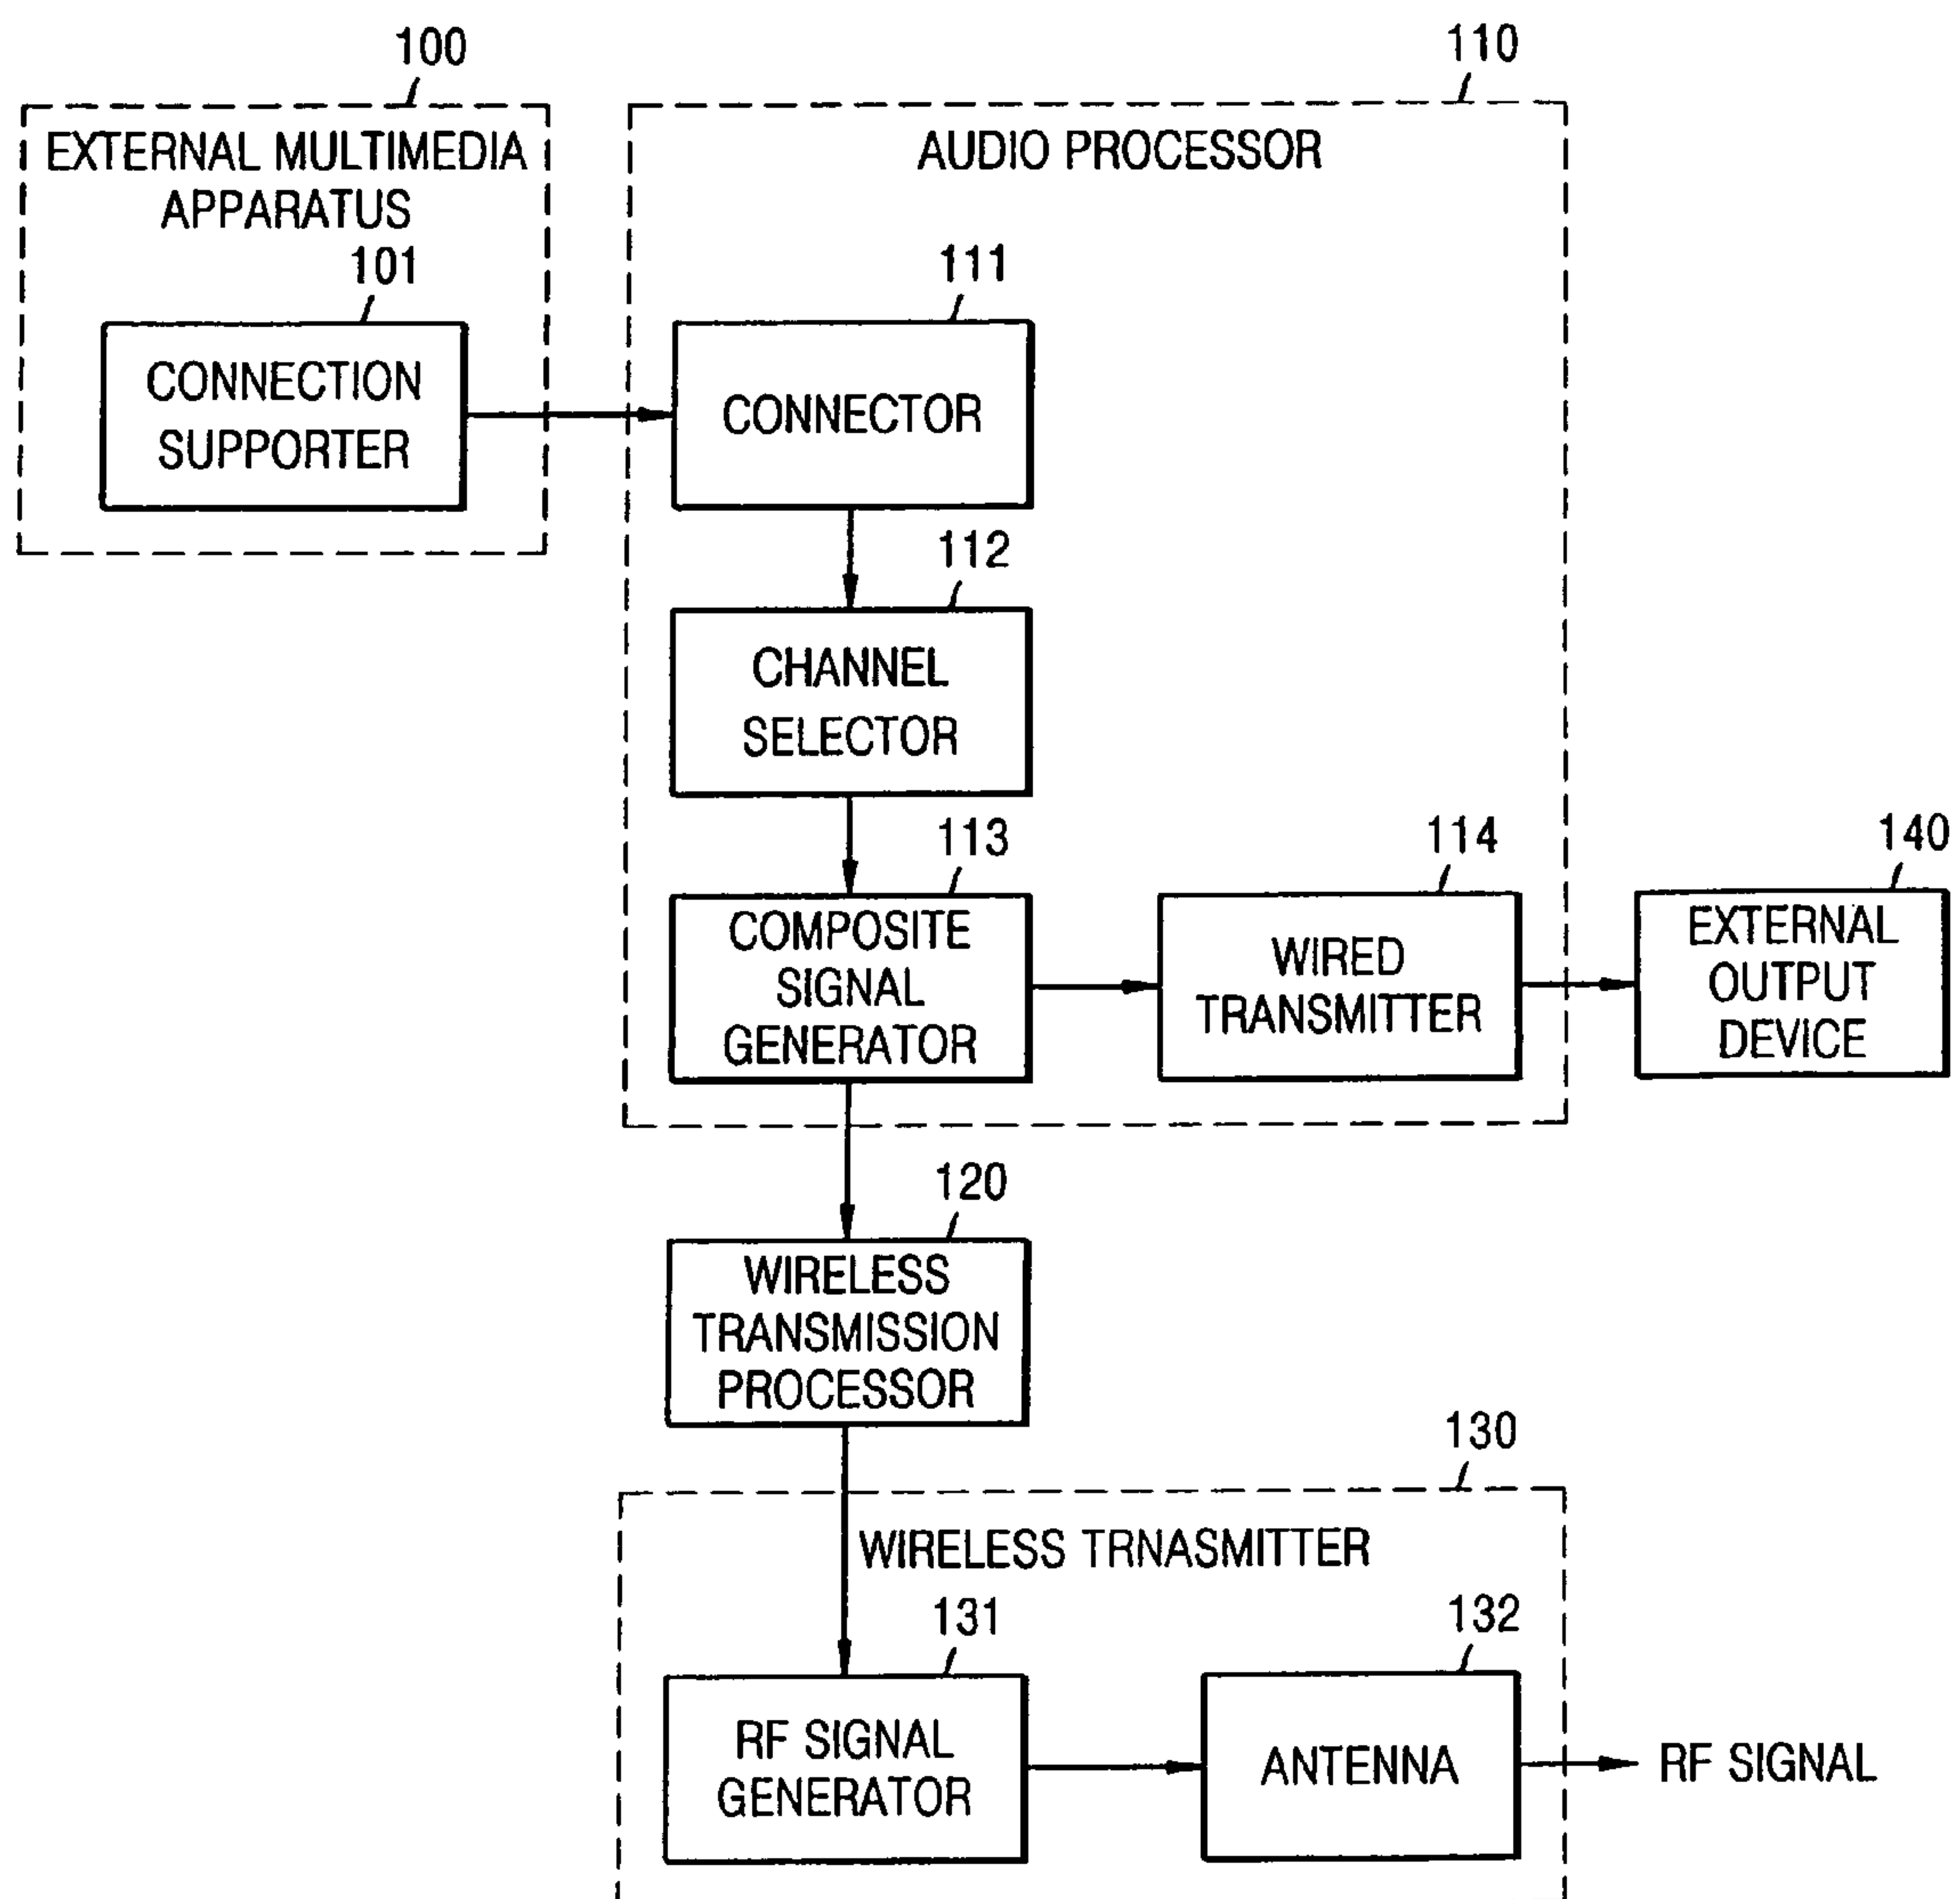 100
110
EXTERNAL MULTIMEDIA
APPARATUS
AUDIO PROCESSOR
101
111
CONNECTION
SUPPORTER
CONNECTOR
112
CHANNEL
SELECTOR
113
114
140
COMPOSITE
SIGNAL
GENERATOR
WIRED
TRANSMITTER
EXTERNAL
OUTPUT
DEVICE
120
WIRELESS
TRANSMISSION
PROCESSOR
130
WIRELESS TRNASMITTER
131
132
RF SIGNAL
GENERATOR
ANTENNA
RF SIGNAL